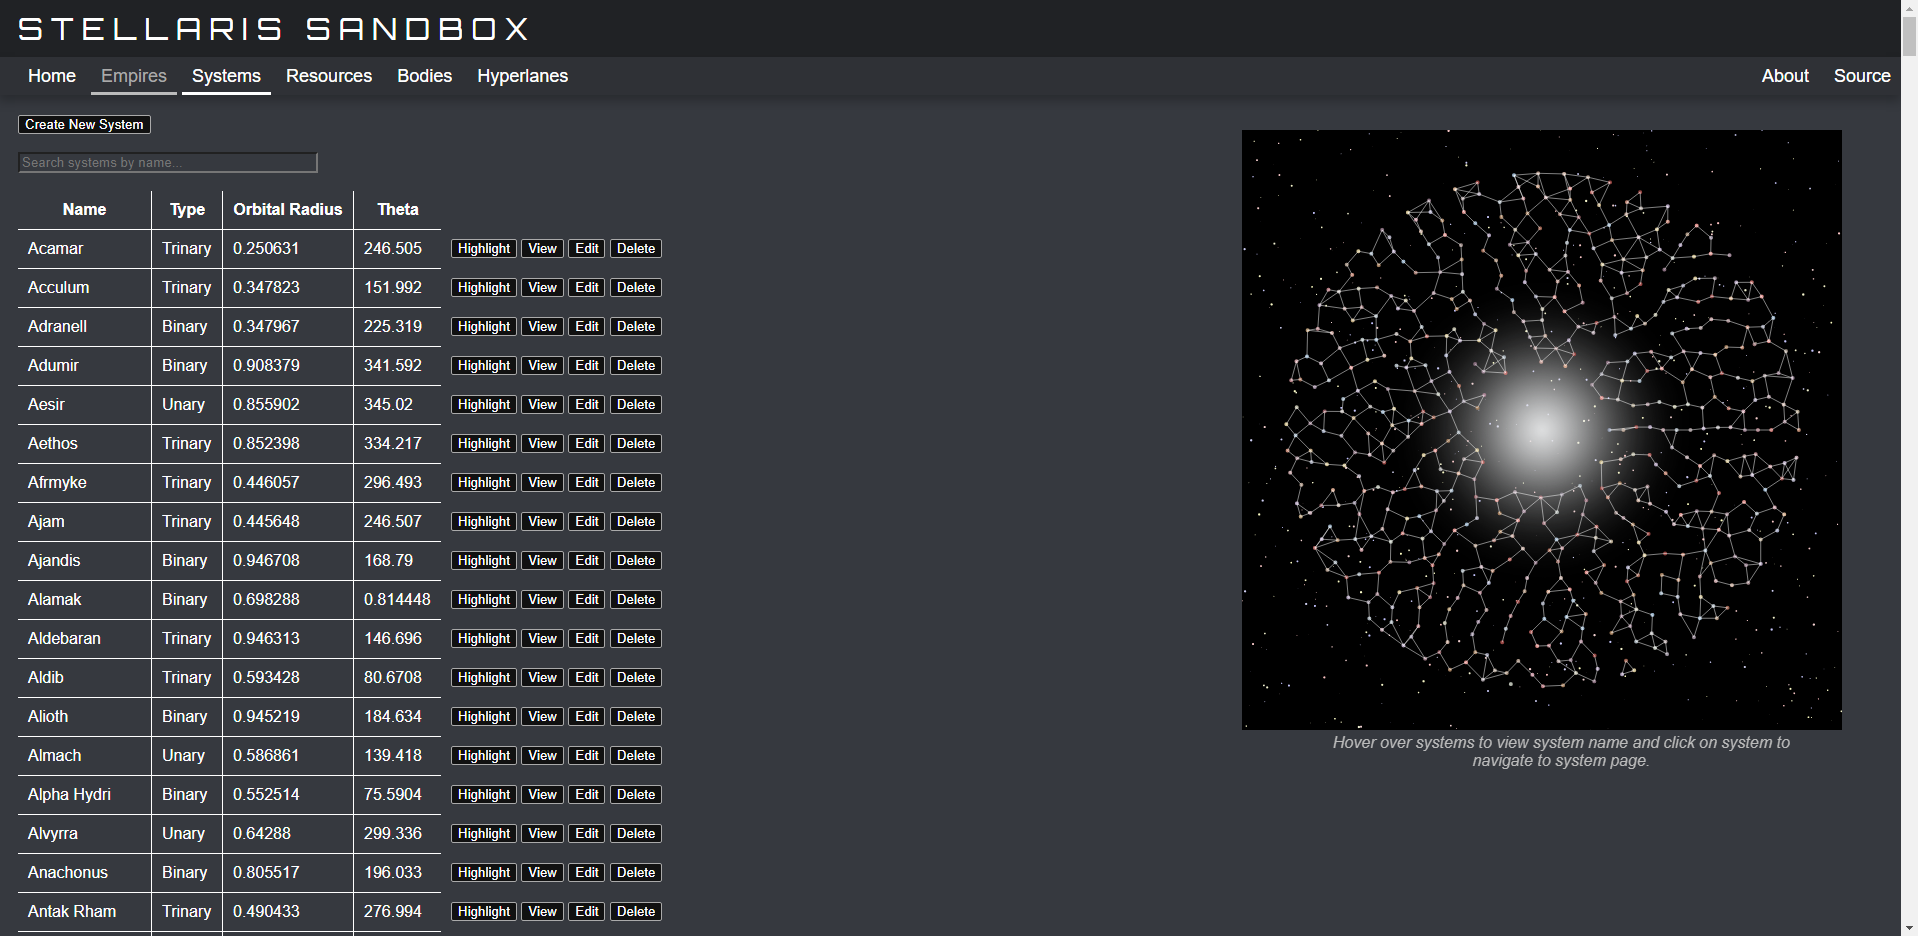 STELLARIS SANDBOX
Home Empires Systems Resources Bodies Hyperlanes About Source
Create New System
Search systems by name...
Name Type Orbital Radius Theta
Acamar Trinary 0.250631 246.505 Highlight View Edit Delete
Acculum Trinary 0.347823 151.992 Highlight View Edit Delete
Adranell Binary 0.347967 225.319 Highlight View Edit Delete
Adumir Binary 0.908379 341.592 Highlight View Edit Delete
Aesir Unary 0.855902 345.02 Highlight View Edit Delete
Aethos Trinary 0.852398 334.217 Highlight View Edit Delete
Afrmyke Trinary 0.446057 296.493 Highlight View Edit Delete
Ajam Trinary 0.445648 246.507 Highlight View Edit Delete
Ajandis Binary 0.946708 168.79 Highlight View Edit Delete
Alamak Binary 0.698288 0.814448 Highlight View Edit Delete
Aldebaran Trinary 0.946313 146.696 Highlight View Edit Delete
Aldib Trinary 0.593428 80.6708 Highlight View Edit Delete
Alioth Binary 0.945219 184.634 Highlight View Edit Delete
Almach Unary 0.586861 139.418 Highlight View Edit Delete
Alpha Hydri Binary 0.552514 75.5904 Highlight View Edit Delete
Alvyrra Unary 0.64288 299.336 Highlight View Edit Delete
Anachonus Binary 0.805517 196.033 Highlight View Edit Delete
Antak Rham Trinary 0.490433 276.994 Highlight View Edit Delete
Hover over systems to view system name and click on system to
navigate to system page.